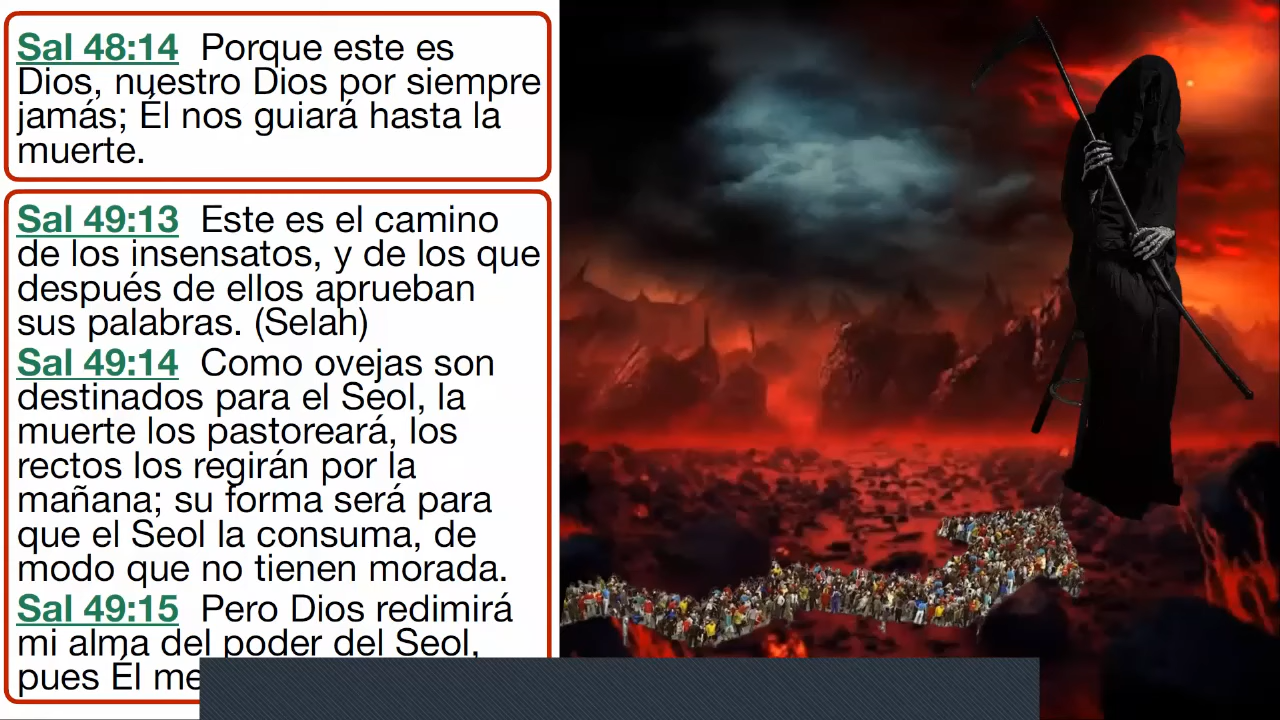 Sal 48:14 Porque este es
Dios, nuestro Dios por siempre
jamás; Él nos guiará hasta la
muerte.
Sal 49:13 Este es el camino
de los insensatos, y de los que
después de ellos aprueban
sus palabras. (Selah)
Sal 49:14 Como ovejas son
destinados para el Seol, la
muerte los pastoreará, los
rectos los regirán por la
mañana; su forma será para
que el Seol la consuma, de
modo que no tienen morada.
Sal 49:15 Pero Dios redimirá
mi alma del poder del Seol,
pues Él me